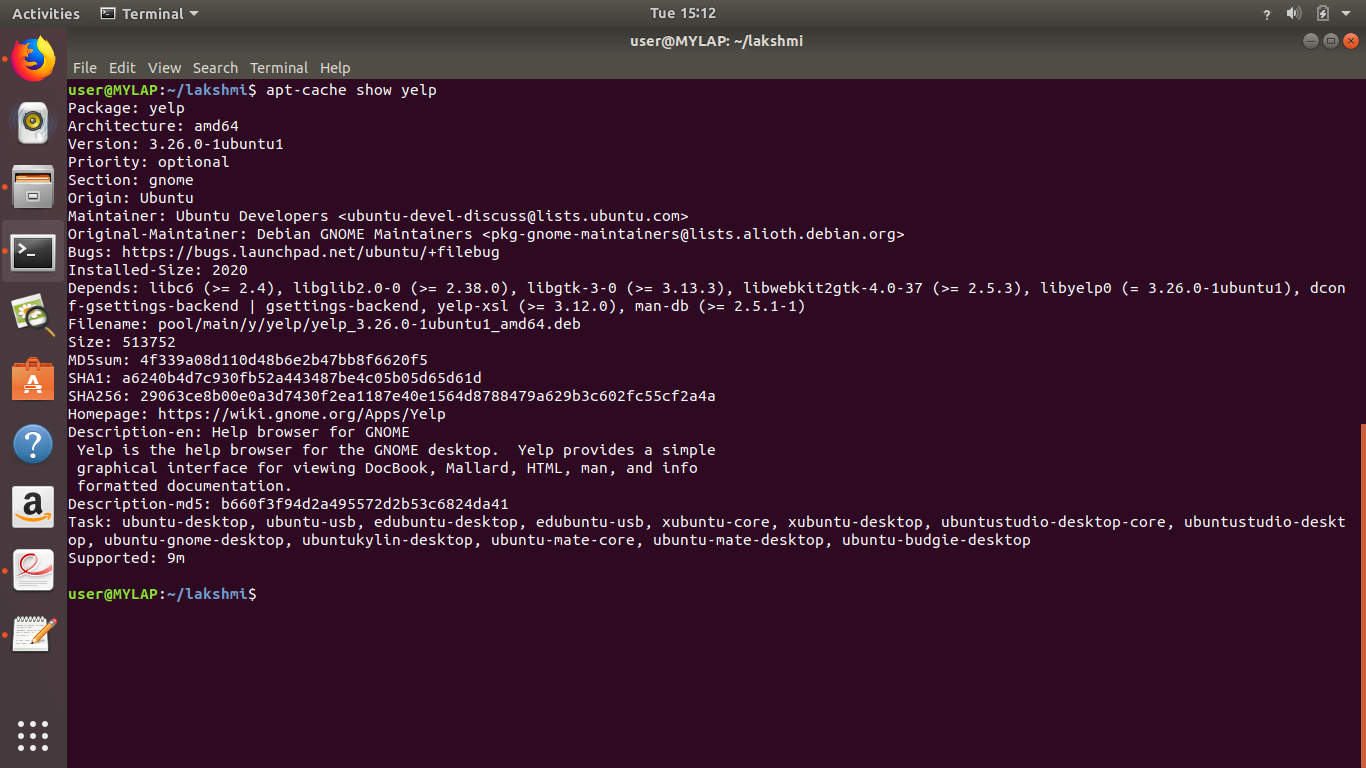 Activities Terminal Tue 15:12 ?
user@MYLAP: ~/lakshmi
File Edit View Search Terminal Help
user@MYLAP:~/lakshmi$ apt-cache show yelp
Package: yelp
Architecture: amd64
Version: 3.26.0-1ubuntu1
Priority: optional
Section: gnome
Origin: Ubuntu
Maintainer: Ubuntu Developers <ubuntu-devel-discuss@lists.ubuntu.com>
Original-Maintainer: Debian GNOME Maintainers <pkg-gnome-maintainers@lists.alioth.debian.org>
Bugs: https://bugs.launchpad.net/ubuntu/+filebug
Installed-Size: 2020
Depends: libc6 (>= 2.4), libglib2.0-0 (>= 2.38.0), libgtk-3-0 (>= 3.13.3), libwebkit2gtk-4.0-37 (>= 2.5.3), libyelp0 (= 3.26.0-1ubuntu1), dcon
f-gsettings-backend | gsettings-backend, yelp-xsl (>= 3.12.0), man-db (>= 2.5.1-1)
Filename: pool/main/y/yelp/yelp_3.26.0-1ubuntu1_amd64.deb
Size: 513752
MD5sum: 4f339a08d110d48b6e2b47bb8f6620f5
SHA1: a6240b4d7c930fb52a443487be4c05b05d65d61d
SHA256: 29063ce8b00e0a3d7430f2ea1187e40e1564d8788479a629b3c602fc55cf2a4a
Homepage: https://wiki.gnome.org/Apps/Yelp
Description-en: Help browser for GNOME
 Yelp is the help browser for the GNOME desktop.  Yelp provides a simple
 graphical interface for viewing DocBook, Mallard, HTML, man, and info
 formatted documentation.
Description-md5: b660f3f94d2a495572d2b53c6824da41
Task: ubuntu-desktop, ubuntu-usb, edubuntu-desktop, edubuntu-usb, xubuntu-core, xubuntu-desktop, ubuntustudio-desktop-core, ubuntustudio-deskt
op, ubuntu-gnome-desktop, ubuntukylin-desktop, ubuntu-mate-core, ubuntu-mate-desktop, ubuntu-budgie-desktop
Supported: 9m
user@MYLAP:~/lakshmi$